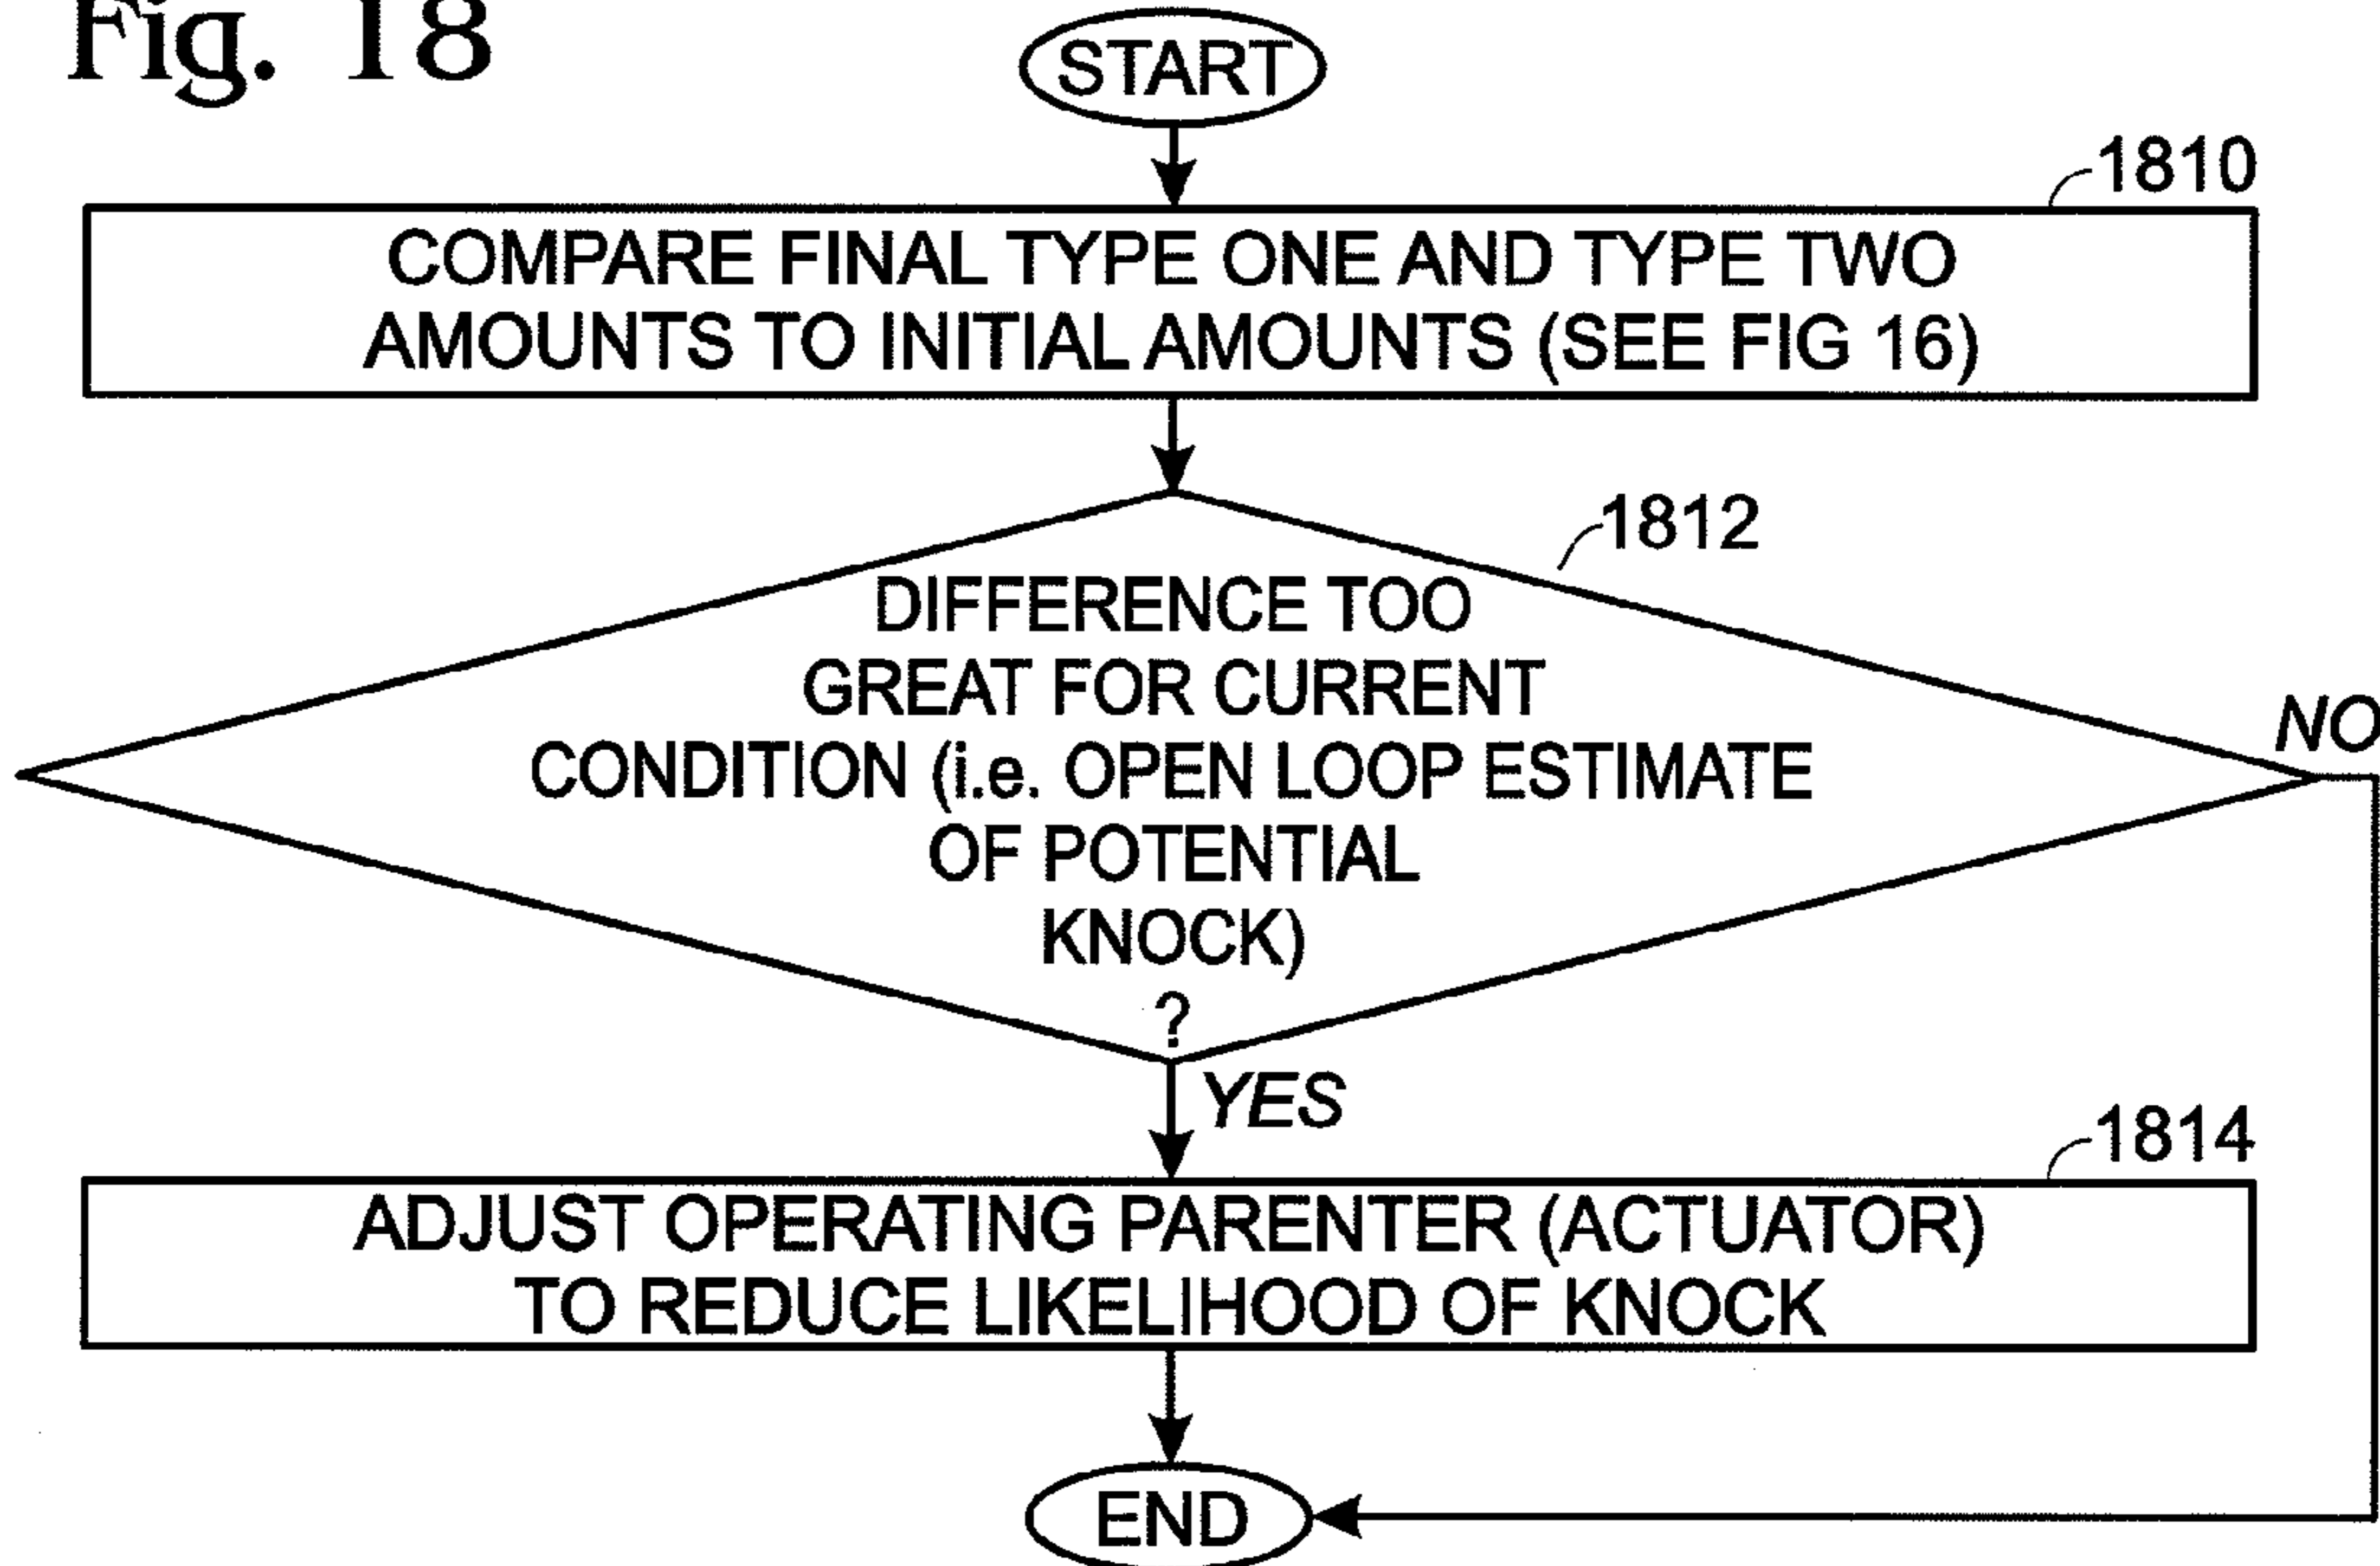 Fig. 18
START
1810
COMPARE FINAL TYPE ONE AND TYPE TWO
AMOUNTS TO INITIAL AMOUNTS (SEE FIG 16)
1812
DIFFERENCE TOO
GREAT FOR CURRENT
CONDITION (i.e. OPEN LOOP ESTIMATE
OF POTENTIAL
KNOCK)
?
NO
YES
1814
ADJUST OPERATING PARENTER (ACTUATOR)
TO REDUCE LIKELIHOOD OF KNOCK
END